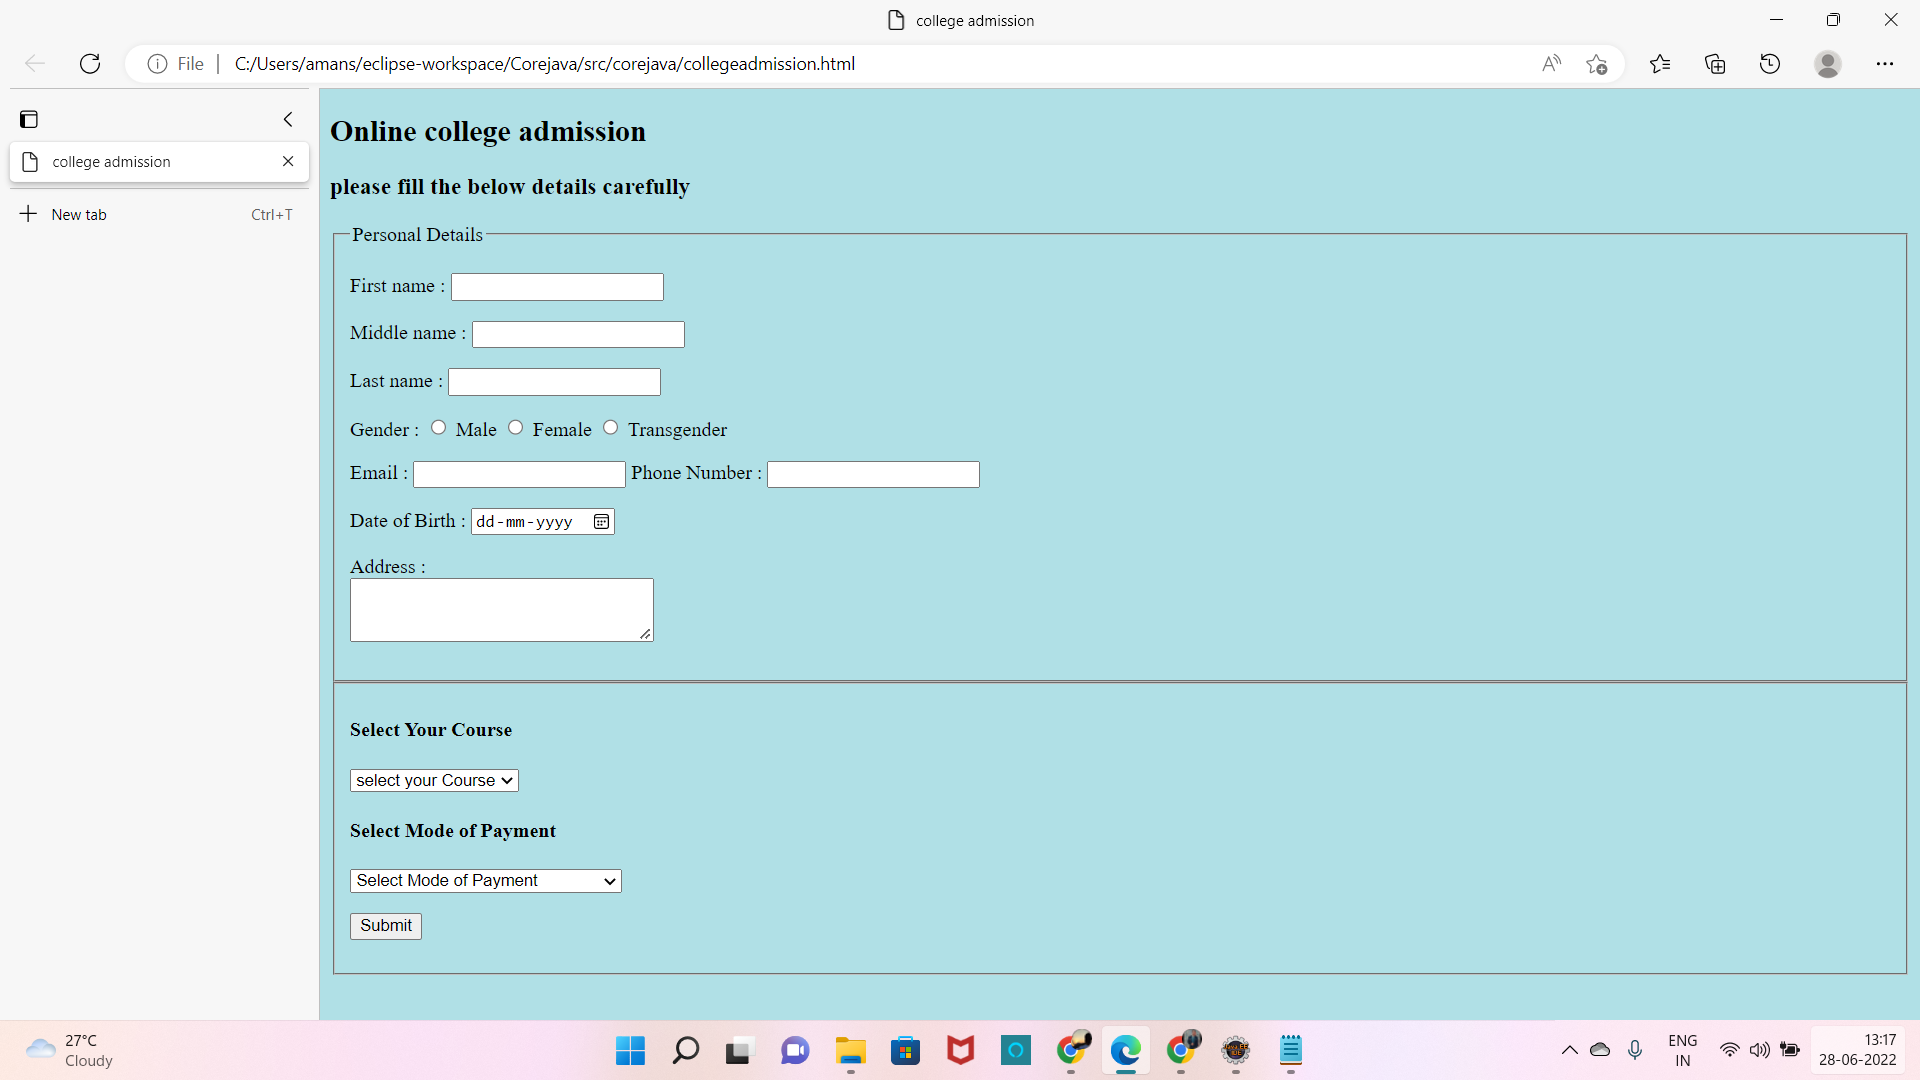 college admission
File
C:/Users/amans/eclipse-workspace/Corejava/src/corejava/collegeadmission.html
college admission
New tab Ctrl+T
Online college admission
please fill the below details carefully
Personal Details
First name :
Middle name :
Last name :
Gender : Male Female Transgender
Email : Phone Number :
Date of Birth : dd-mm-yyyy
Address :
Select Your Course
select your Course
Select Mode of Payment
Select Mode of Payment
Submit
27°C
Cloudy
ENG
IN
13:17
28-06-2022